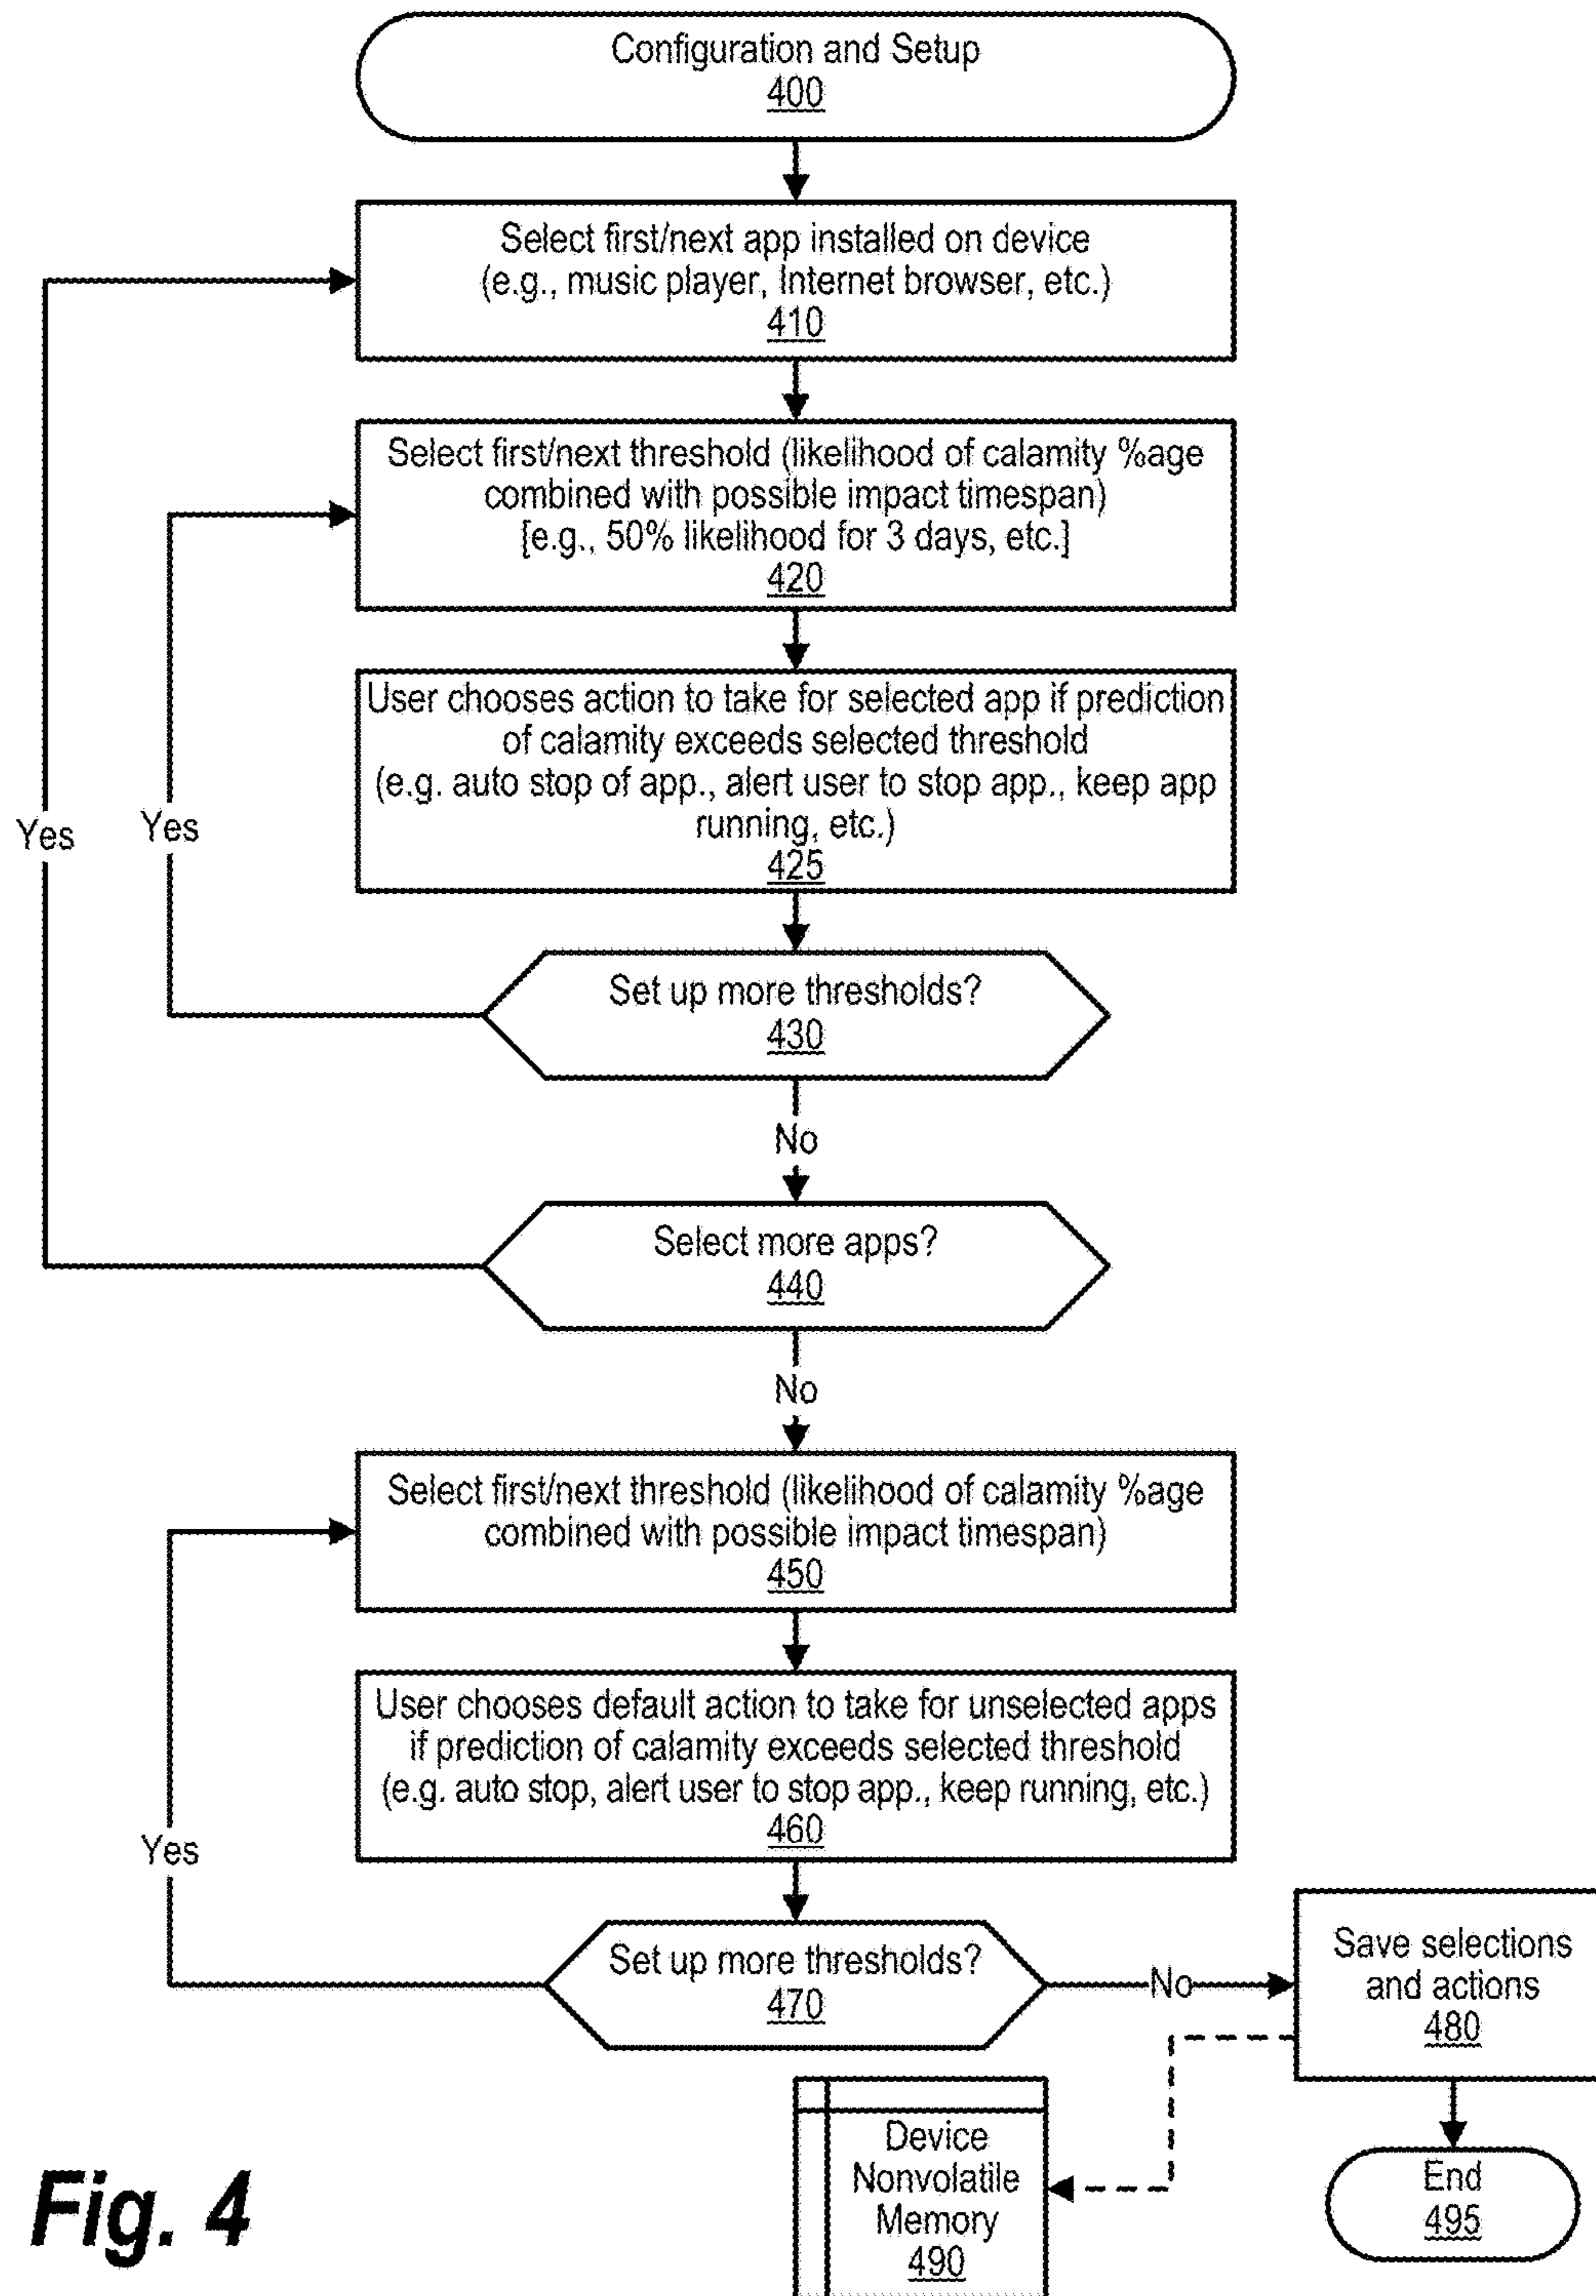 Configuration and Setup
400
Select first/next app installed on device
(e.g., music player, Internet browser, etc.)
410
Select first/next threshold (likelihood of calamity %age
combined with possible impact timespan)
[e.g., 50% likelihood for 3 days, etc.]
420
User chooses action to take for selected app if prediction
of calamity exceeds selected threshold
(e.g. auto stop of app., alert user to stop app., keep app
running, etc.)
425
Yes
Yes
Set up more thresholds?
430
No
Select more apps?
440
No
Select first/next threshold (likelihood of calamity %age
combined with possible impact timespan)
450
User chooses default action to take for unselected apps
if prediction of calamity exceeds selected threshold
(e.g. auto stop, alert user to stop app., keep running, etc.)
460
Yes
Set up more thresholds?
470
No
Save selections
and actions
480
Device
Nonvolatile
Memory
490
End
495
Fig. 4